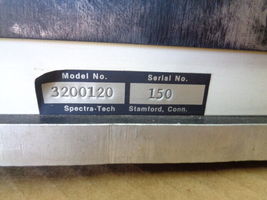 Model No. Serial No.
3200120 150
Spectra-Tech Stamford, Conn.